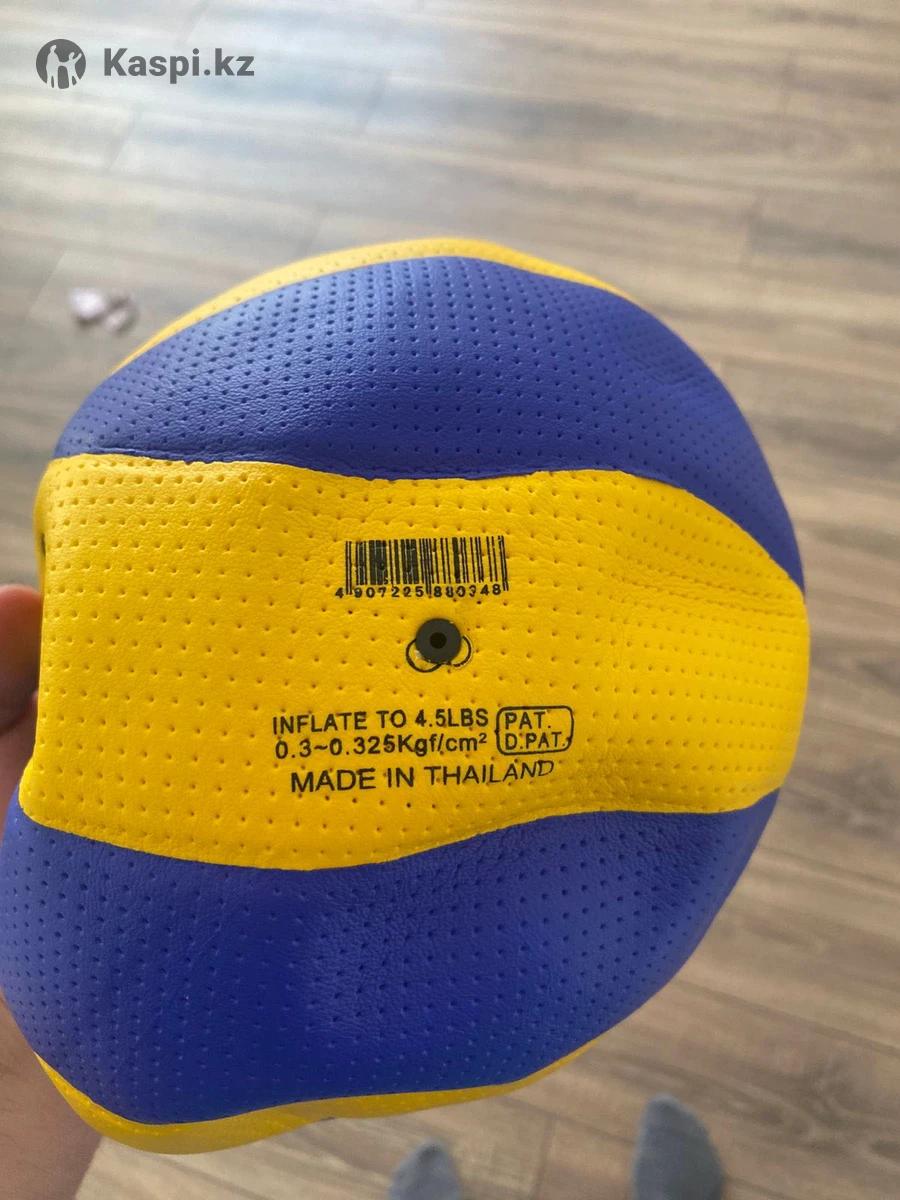 Kaspi.kz
4907225880348
INFLATE TO 4.5LBS
0.3~0.325Kgf/cm²
PAT.
D.PAT.
MADE IN THAILAND